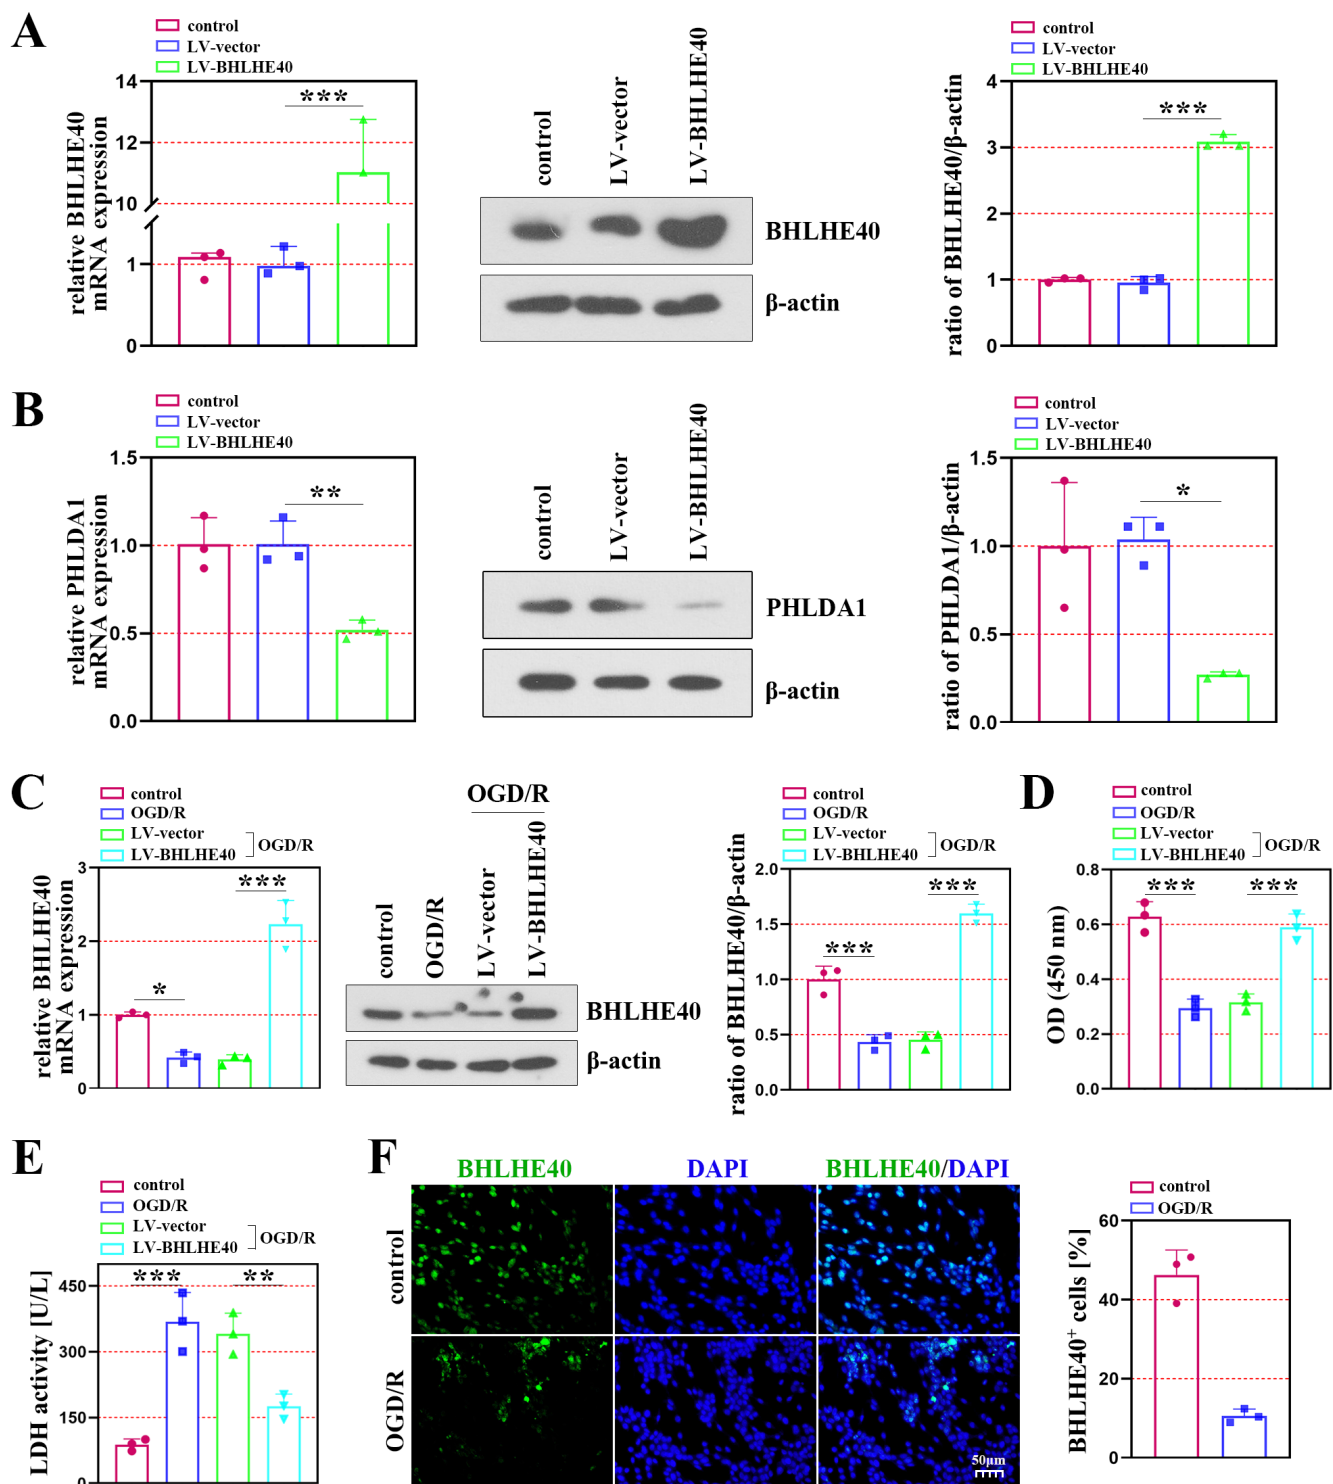 A
control
LV-vector
LV-BHLHE40
relative BHLHE40
mRNA expression
14
12
10
1
0
***
control
LV-vector
LV-BHLHE40
BHLHE40
β-actin
control
LV-vector
LV-BHLHE40
ratio of BHLHE40/β-actin
4
3
2
1
0
***
B
control
LV-vector
LV-BHLHE40
relative PHLDA1
mRNA expression
1.5
1.0
0.5
0.0
**
control
LV-vector
LV-BHLHE40
PHLDA1
β-actin
control
LV-vector
LV-BHLHE40
ratio of PHLDA1/β-actin
1.5
1.0
0.5
0.0
*
C
control
OGD/R
LV-vector
LV-BHLHE40
OGD/R
relative BHLHE40
mRNA expression
3
2
1
0
*
***
OGD/R
control
OGD/R
LV-vector
LV-BHLHE40
BHLHE40
β-actin
control
OGD/R
LV-vector
LV-BHLHE40
OGD/R
ratio of BHLHE40/β-actin
2.0
1.5
1.0
0.5
0.0
***
***
D
control
OGD/R
LV-vector
LV-BHLHE40
OGD/R
OD (450 nm)
0.8
0.6
0.4
0.2
0.0
***
***
E
control
OGD/R
LV-vector
LV-BHLHE40
OGD/R
LDH activity [U/L]
450
300
150
0
***
**
F
BHLHE40
DAPI
BHLHE40/DAPI
control
OGD/R
50μm
control
OGD/R
BHLHE40⁺ cells [%]
60
40
20
0